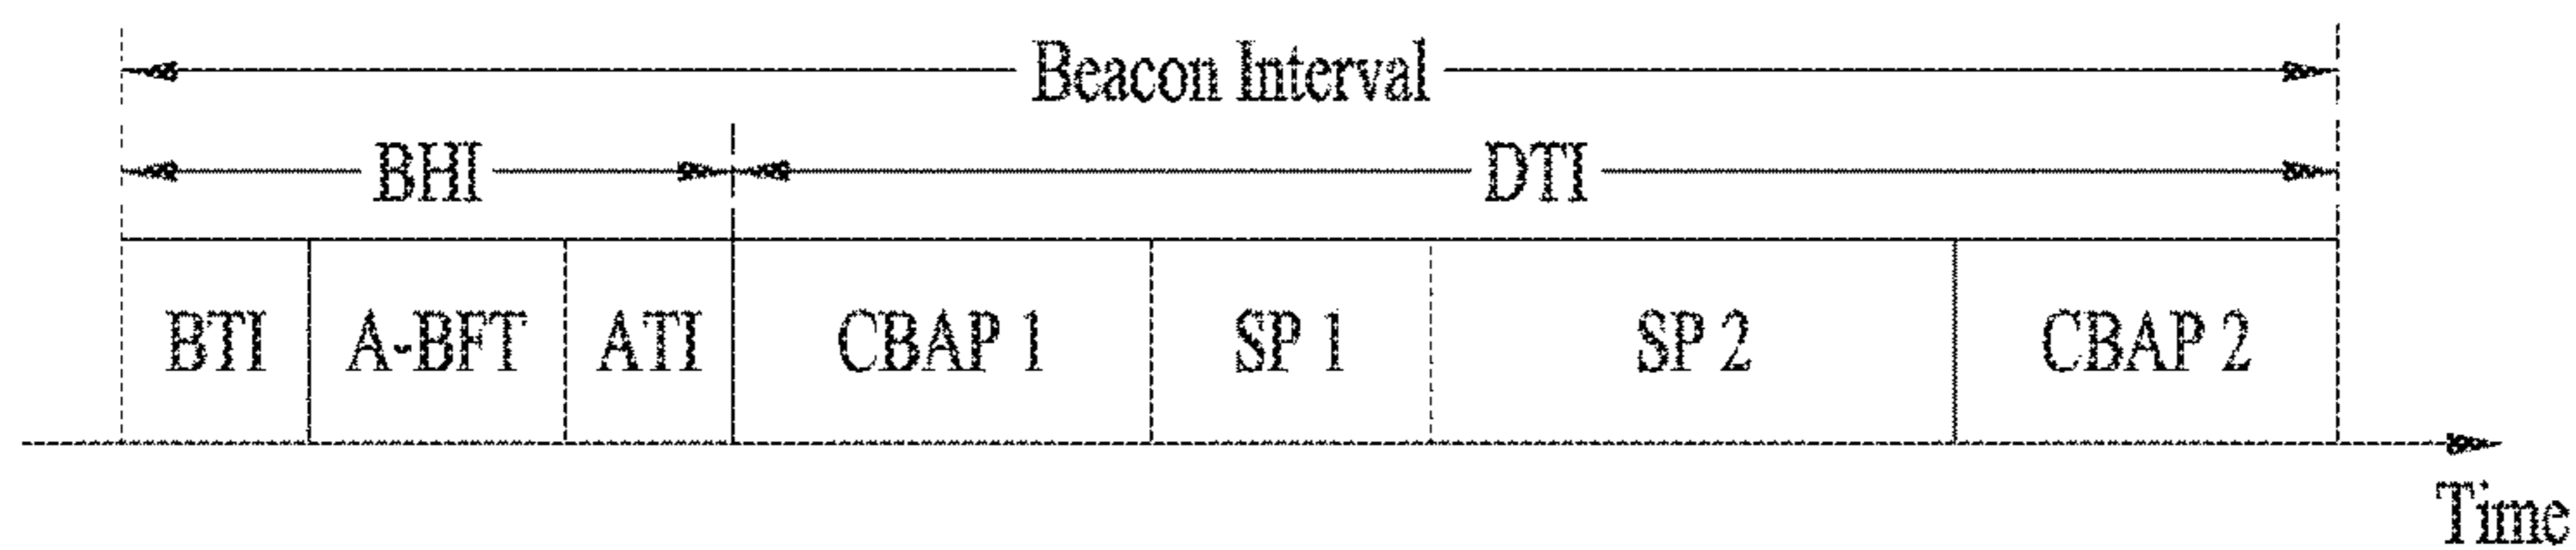 Beacon Interval
BHI DTI
BTI A-BFT ATI CBAP 1 SP 1 SP 2 CBAP 2
Time